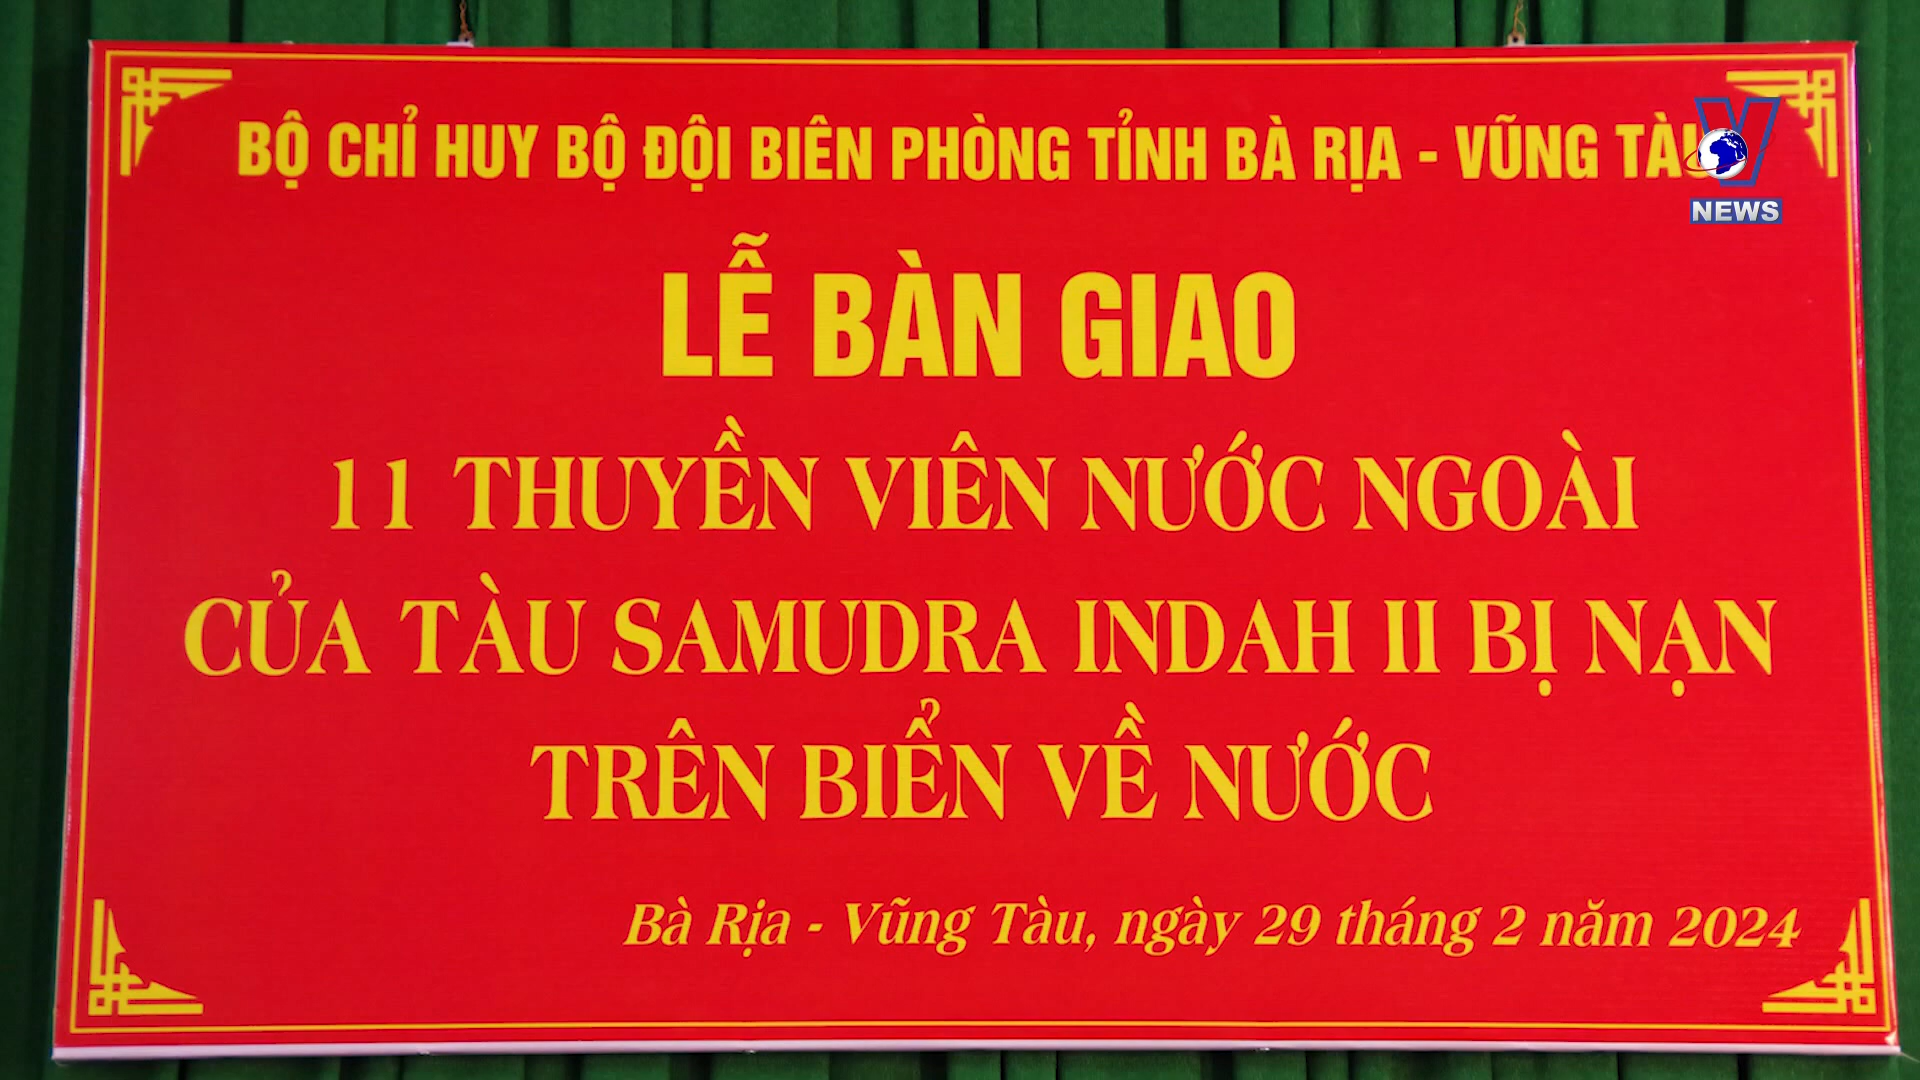 BỘ CHỈ HUY BỘ ĐỘI BIÊN PHÒNG TỈNH BÀ RỊA - VŨNG TÀU
NEWS
LỄ BÀN GIAO
11 THUYỀN VIÊN NƯỚC NGOÀI
CỦA TÀU SAMUDRA INDAH II BỊ NẠN
TRÊN BIỂN VỀ NƯỚC
Bà Rịa - Vũng Tàu, ngày 29 tháng 2 năm 2024